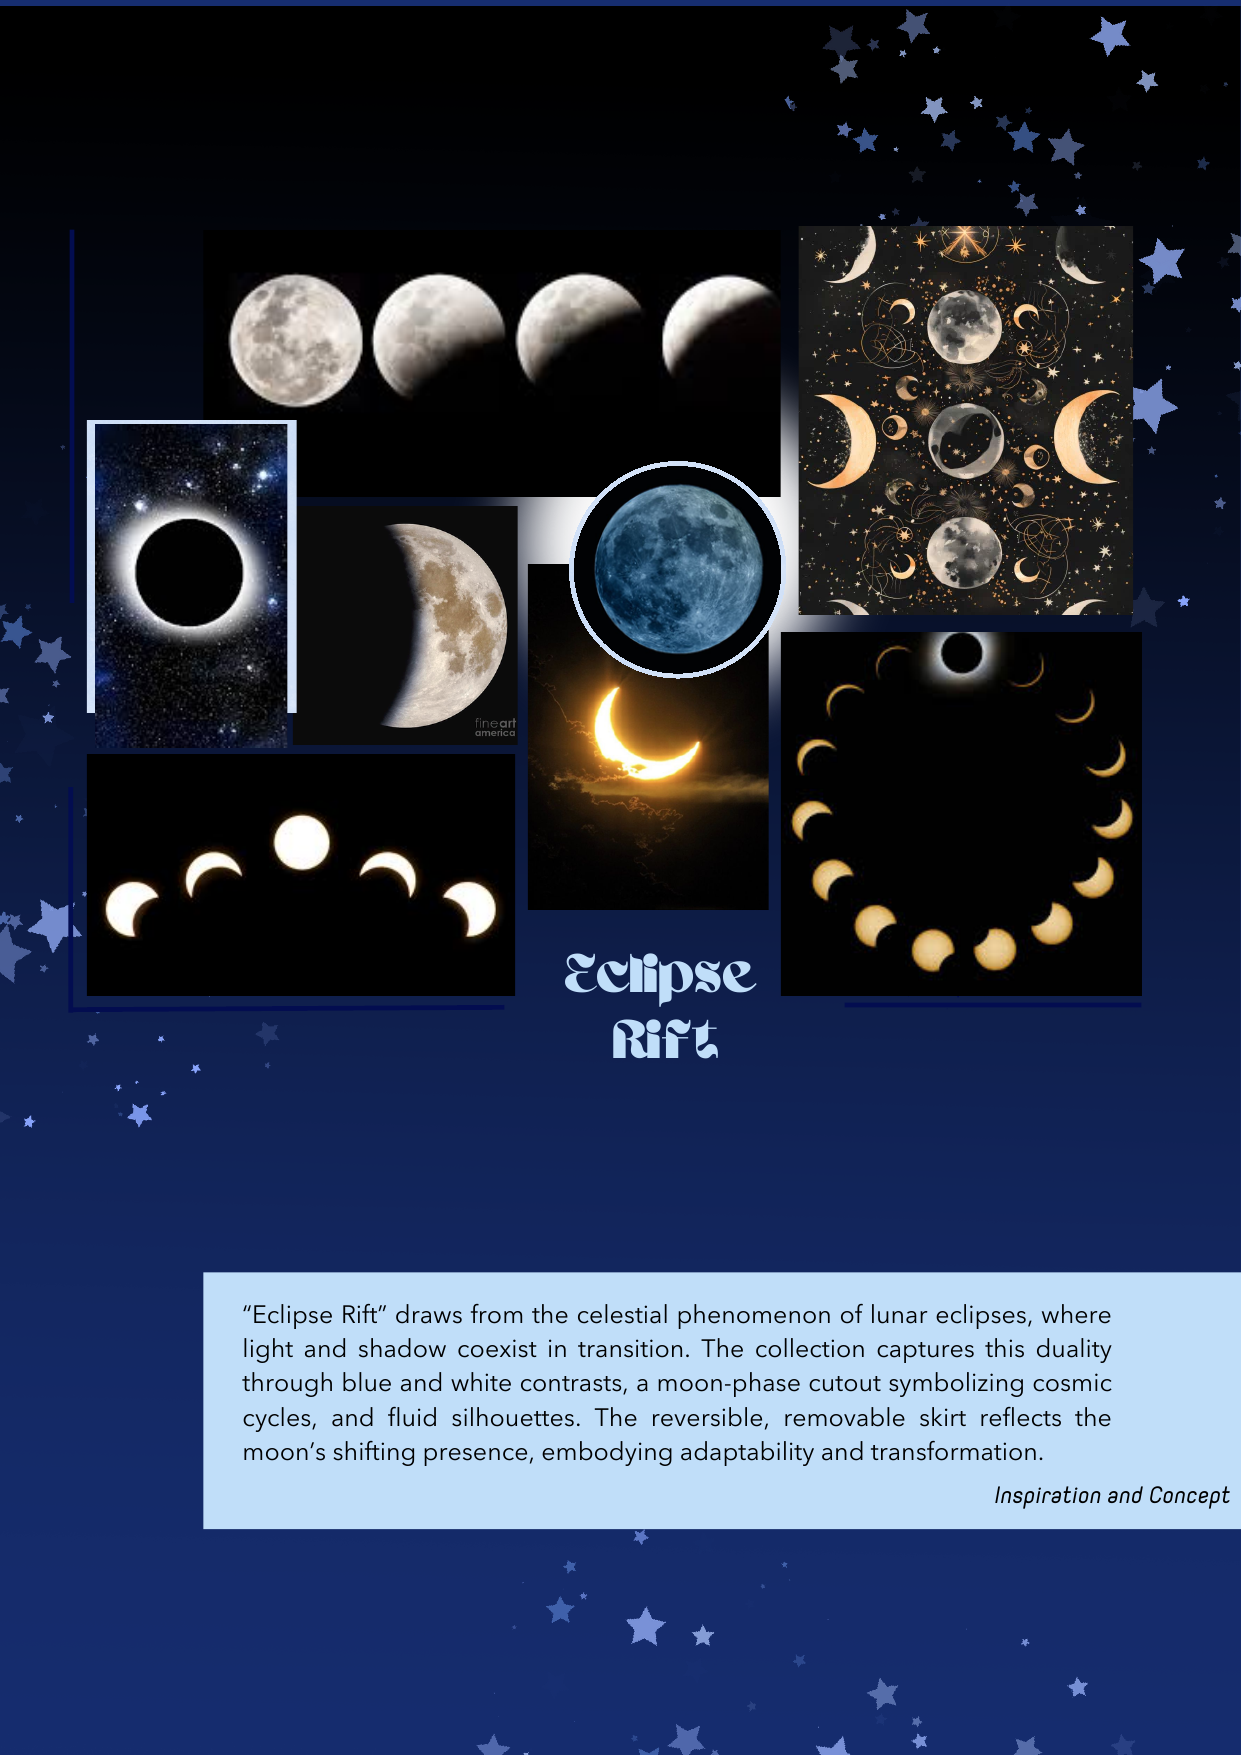 fineart
america
Eclipse
Rift
“Eclipse Rift” draws from the celestial phenomenon of lunar eclipses, where
light and shadow coexist in transition. The collection captures this duality
through blue and white contrasts, a moon-phase cutout symbolizing cosmic
cycles, and fluid silhouettes. The reversible, removable skirt reflects the
moon’s shifting presence, embodying adaptability and transformation.
Inspiration and Concept